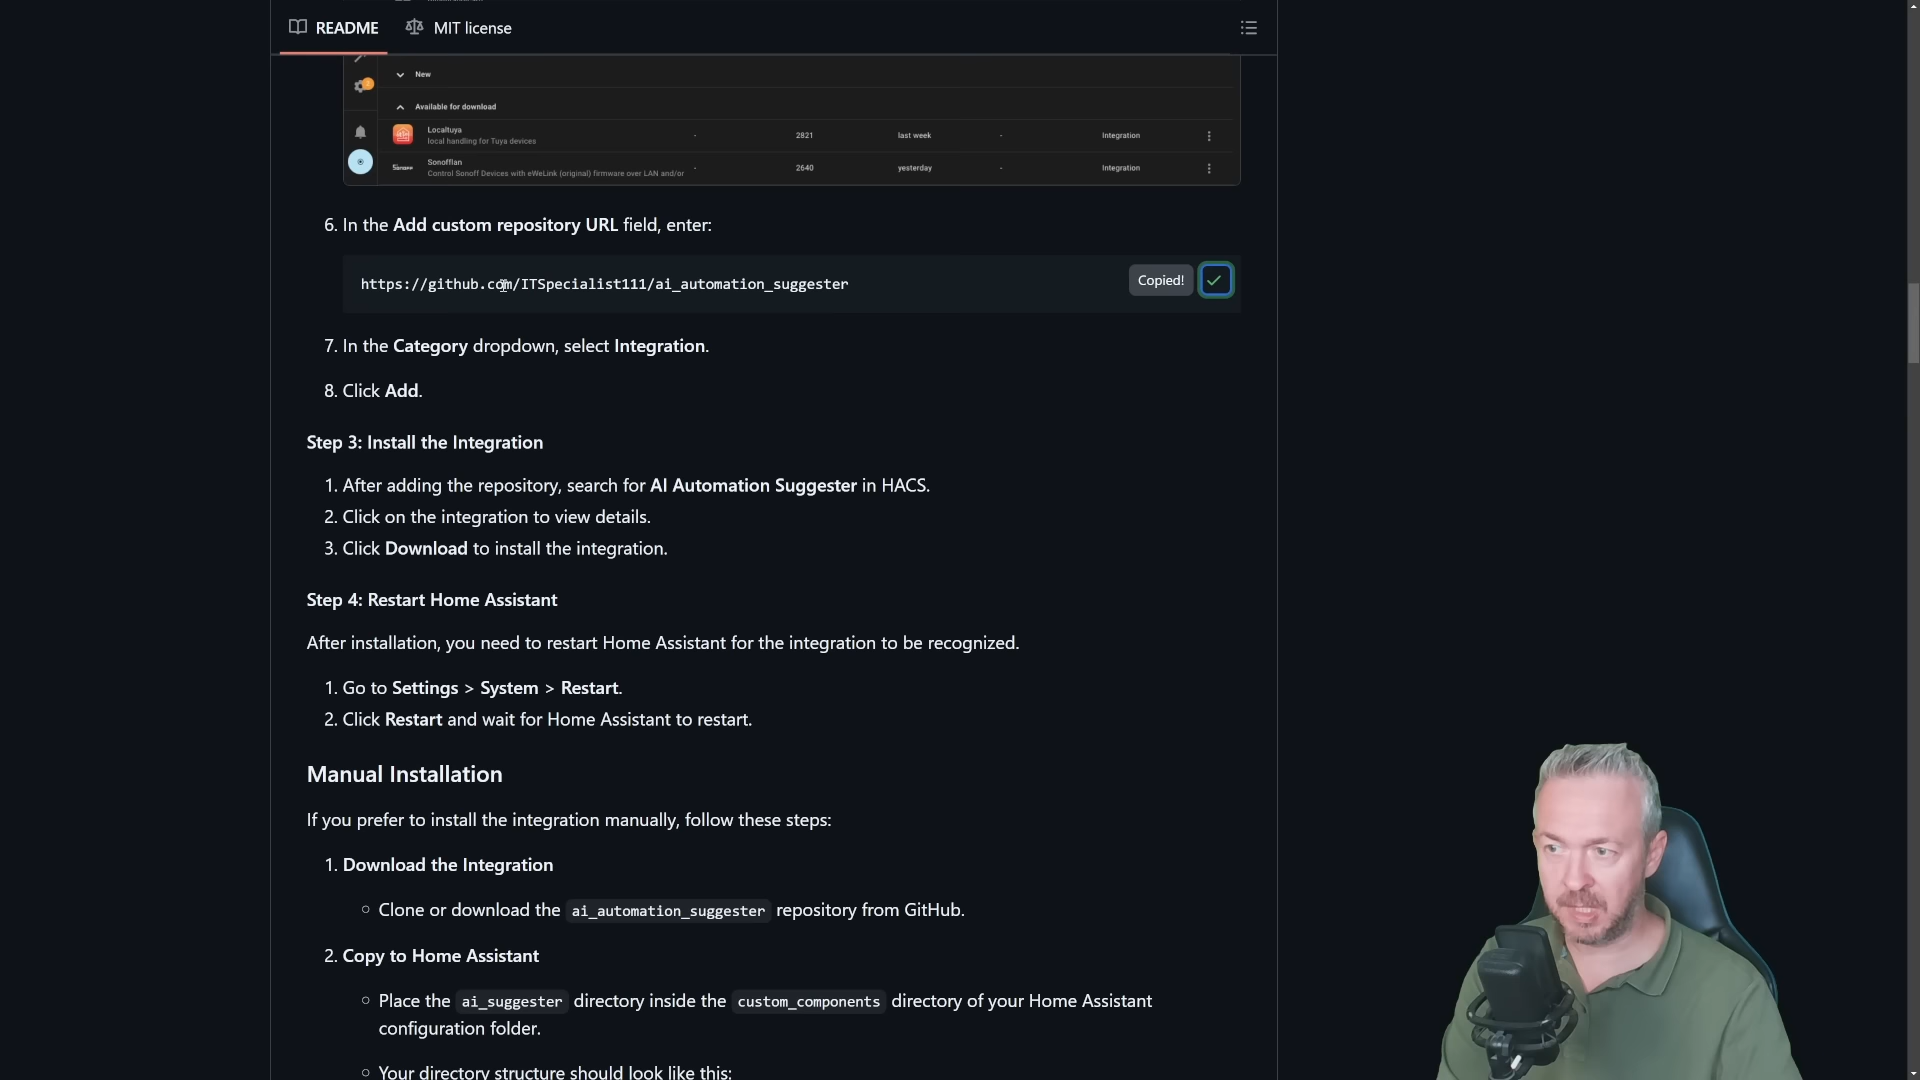 README
MIT license
New
Available for download
Localtuya
local handling for Tuya devices
- 2821 last week - Integration
Sonofflan
Control Sonoff Devices with eWeLink (original) firmware over LAN and/or
- 2640 yesterday - Integration
6. In the Add custom repository URL field, enter:
https://github.com/ITSpecialist111/ai_automation_suggester
Copied!
7. In the Category dropdown, select Integration.
8. Click Add.
Step 3: Install the Integration
1. After adding the repository, search for AI Automation Suggester in HACS.
2. Click on the integration to view details.
3. Click Download to install the integration.
Step 4: Restart Home Assistant
After installation, you need to restart Home Assistant for the integration to be recognized.
1. Go to Settings > System > Restart.
2. Click Restart and wait for Home Assistant to restart.
Manual Installation
If you prefer to install the integration manually, follow these steps:
1. Download the Integration
Clone or download the ai_automation_suggester repository from GitHub.
2. Copy to Home Assistant
Place the ai_suggester directory inside the custom_components directory of your Home Assistant
configuration folder.
Your directory structure should look like this: